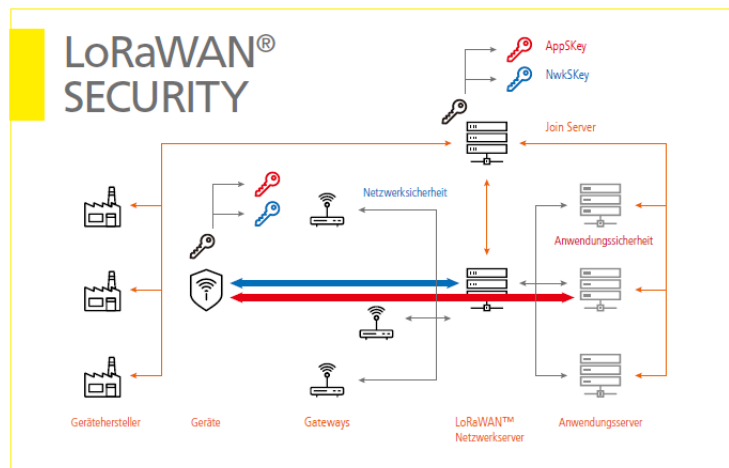 LoRaWAN®
SECURITY
AppSKey
NwkSKey
Join Server
Netzwerksicherheit
Anwendungssicherheit
Gerätehersteller
Geräte
Gateways
LoRaWAN™
Netzwerkserver
Anwendungsserver